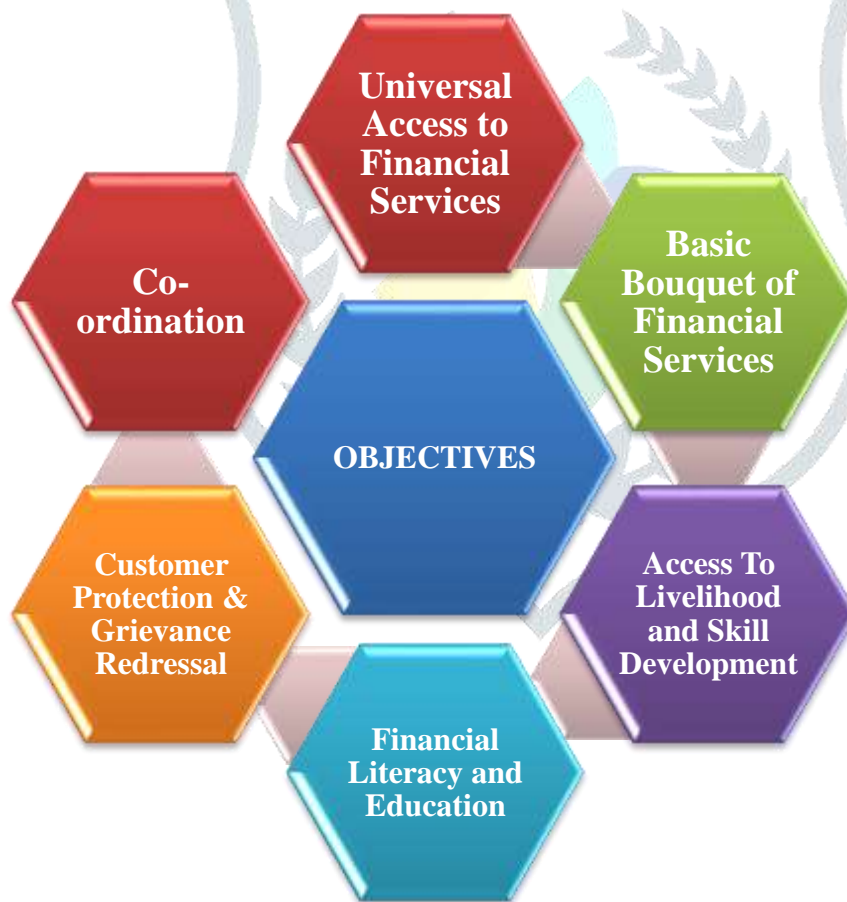 Universal
Access to
Financial
Services
Basic
Bouquet of
Financial
Services
Access To
Livelihood
and Skill
Development
Financial
Literacy and
Education
Customer
Protection &
Grievance
Redressal
Co-
ordination
OBJECTIVES